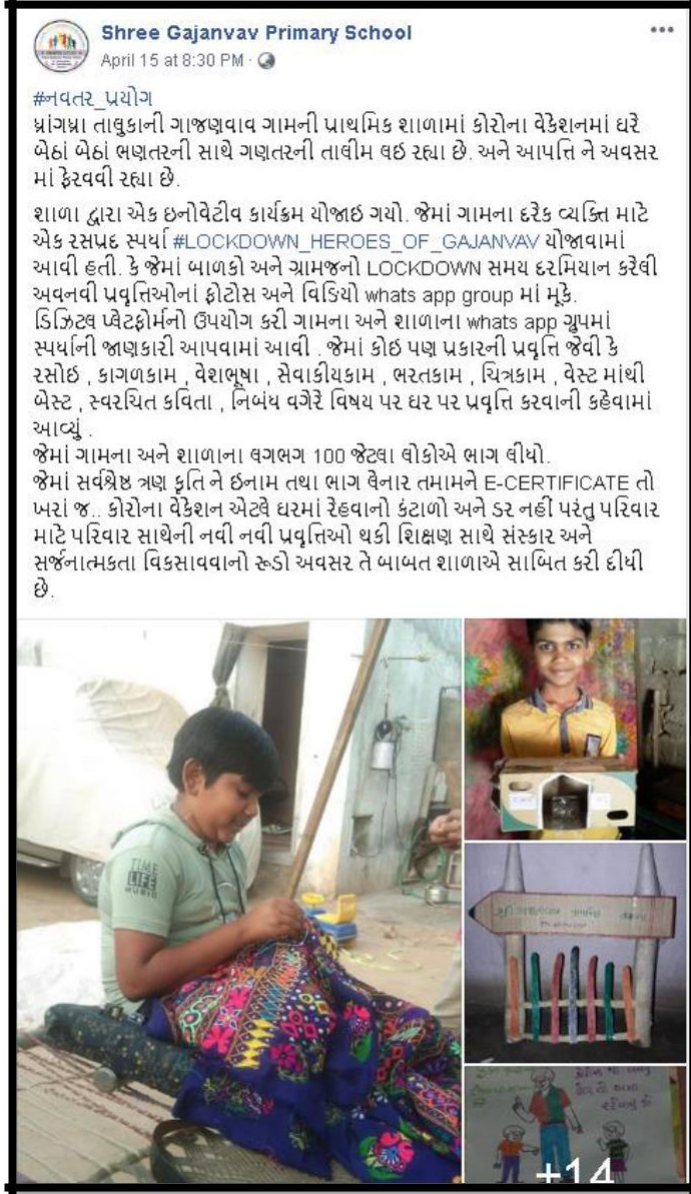 Shree Gajanvav Primary School
April 15 at 8:30 PM ·
#નવતર_પ્રયોગ
ધ્રાંગધ્રા તાલુકાની ગાજણવાવ ગામની પ્રાથમિક શાળામાં કોરોના વેકેશનમાં ઘરે
બેઠાં બેઠાં ભણતરની સાથે ગણતરની તાલીમ લઇ રહ્યા છે. અને આપત્તિ ને અવસર
માં ફેરવવી રહ્યા છે.
શાળા દ્વારા એક ઇનોવેટીવ કાર્યક્રમ યોજાઇ ગયો. જેમાં ગામના દરેક વ્યક્તિ માટે
એક રસપ્રદ સ્પર્ધા #LOCKDOWN_HEROES_OF_GAJANVAV યોજાવામાં
આવી હતી. કે જેમાં બાળકો અને ગ્રામજનો LOCKDOWN સમય દરમિયાન કરેલી
અવનવી પ્રવૃત્તિઓનાં ફોટોસ અને વિડિયો whats app group માં મૂકે.
ડિઝિટલ પ્લેટફોર્મનો ઉપયોગ કરી ગામના અને શાળાના whats app ગ્રુપમાં
સ્પર્ધાની જાણકારી આપવામાં આવી . જેમાં કોઇ પણ પ્રકારની પ્રવૃત્તિ જેવી કે
રસોઇ , કાગળકામ , વેશભૂષા , સેવાકીયકામ , ભરતકામ , ચિત્રકામ , વેસ્ટ માંથી
બેસ્ટ , સ્વરચિત કવિતા , નિબંધ વગેરે વિષય પર ઘર પર પ્રવૃત્તિ કરવાની કહેવામાં
આવ્યું .
જેમાં ગામના અને શાળાના લગભગ 100 જેટલા લોકોએ ભાગ લીધો.
જેમાં સર્વશ્રેષ્ઠ ત્રણ કૃતિ ને ઇનામ તથા ભાગ લેનાર તમામને E-CERTIFICATE તો
ખરાં જ.. કોરોના વેકેશન એટલે ઘરમાં રેહવાનો કંટાળો અને ડર નહીં પરંતુ પરિવાર
માટે પરિવાર સાથેની નવી નવી પ્રવૃત્તિઓ થકી શિક્ષણ સાથે સંસ્કાર અને
સર્જનાત્મકતા વિકસાવવાનો રૂડો અવસર તે બાબત શાળાએ સાબિત કરી દીધી
છે.
TIME
LIFE
+14